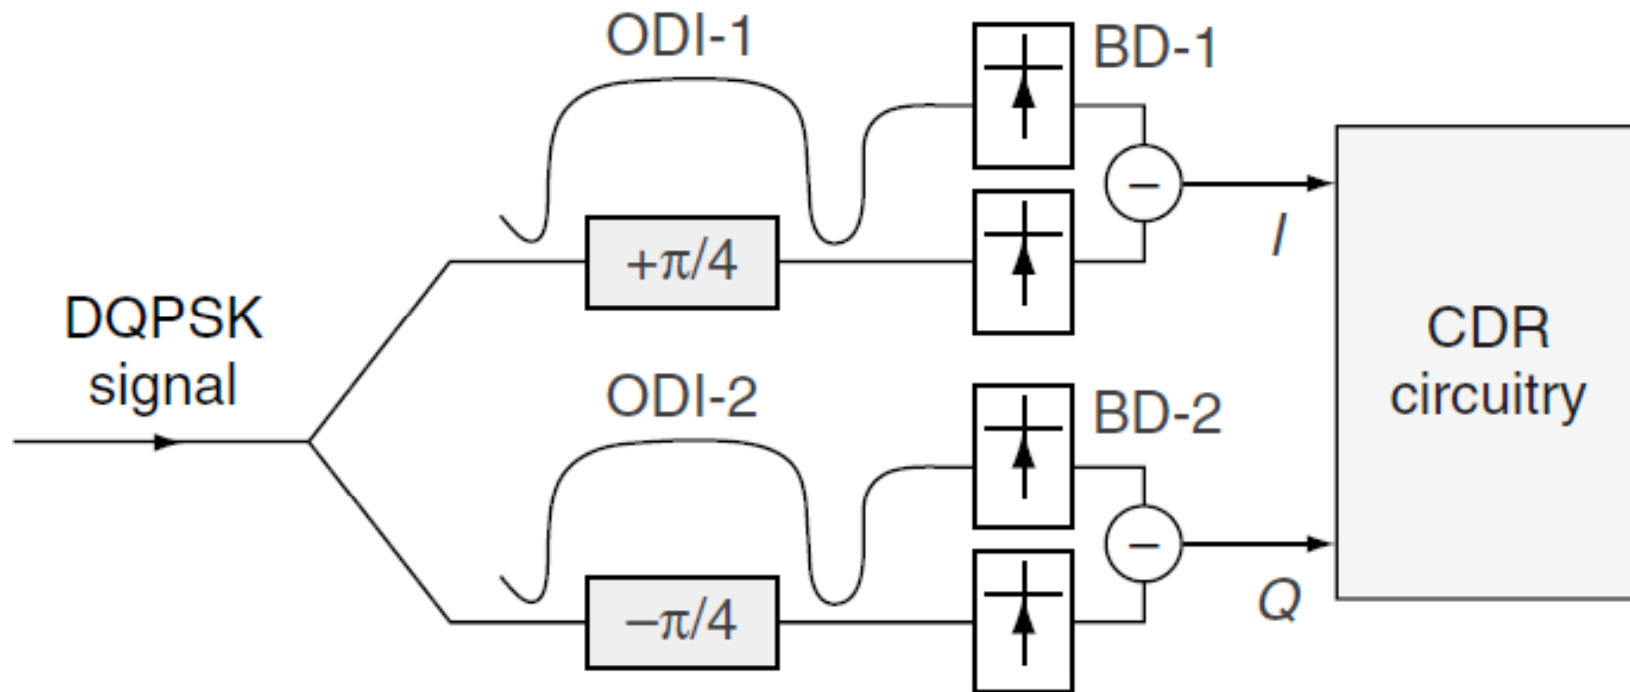 ODI-1
BD-1
+π/4
−
I
DQPSK
signal
CDR
circuitry
ODI-2
BD-2
−π/4
−
Q